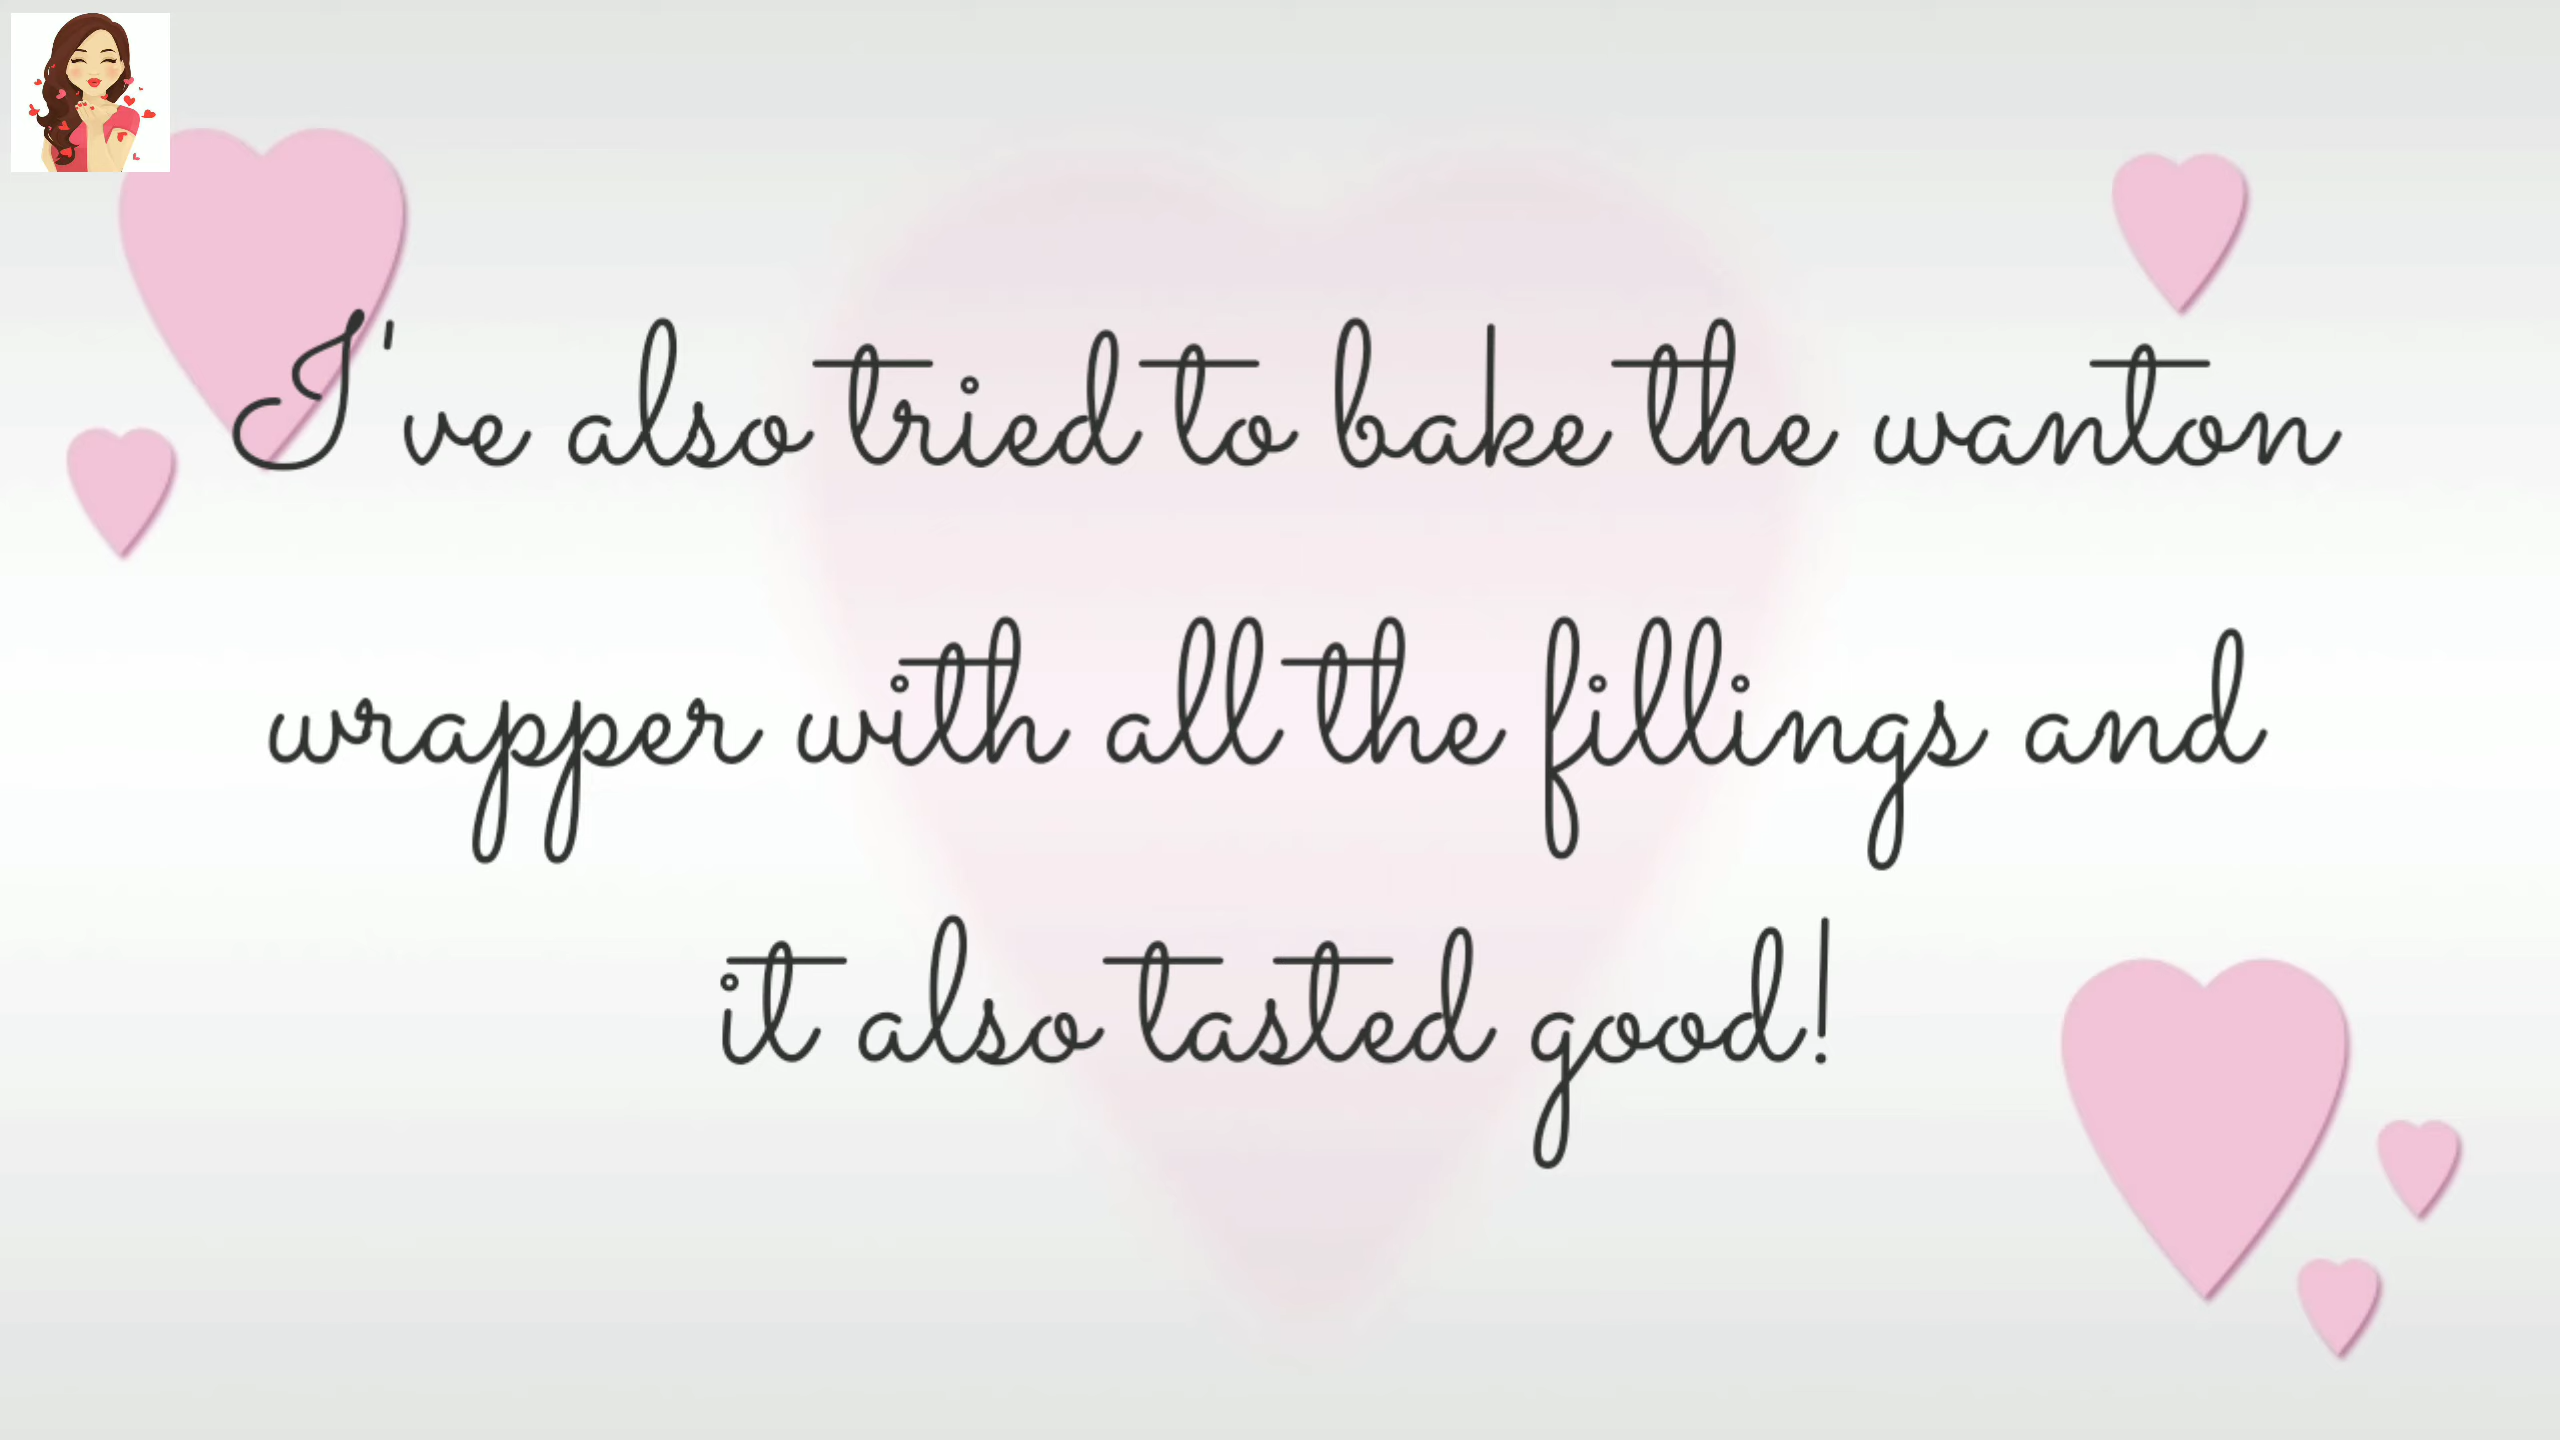 I've also tried to bake the wanton
wrapper with all the fillings and
it also tasted good!